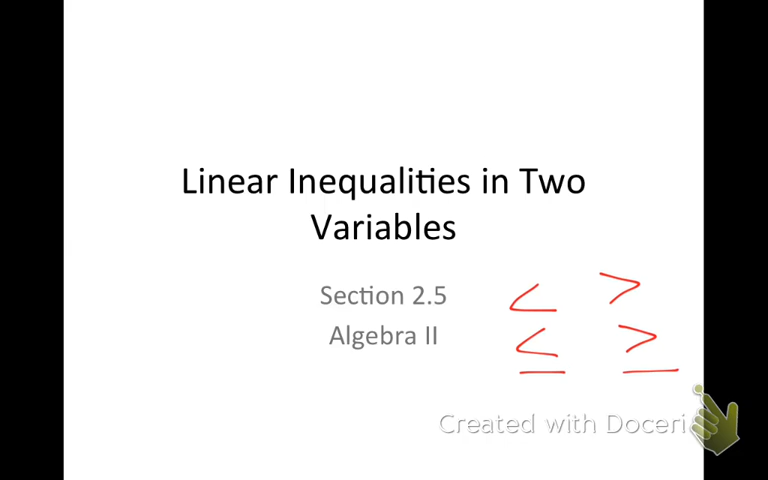 Linear Inequalities in Two
Variables
Section 2.5 < >
Algebra II ≤ ≥
Created with Doceri